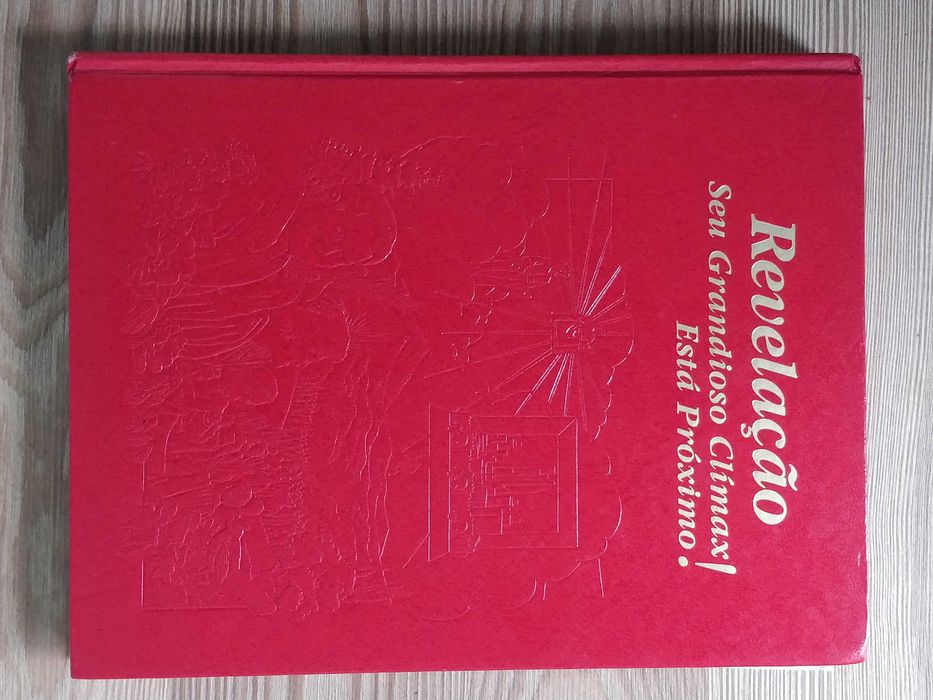 Revelação
Seu Grandioso Clímax
Está Próximo!